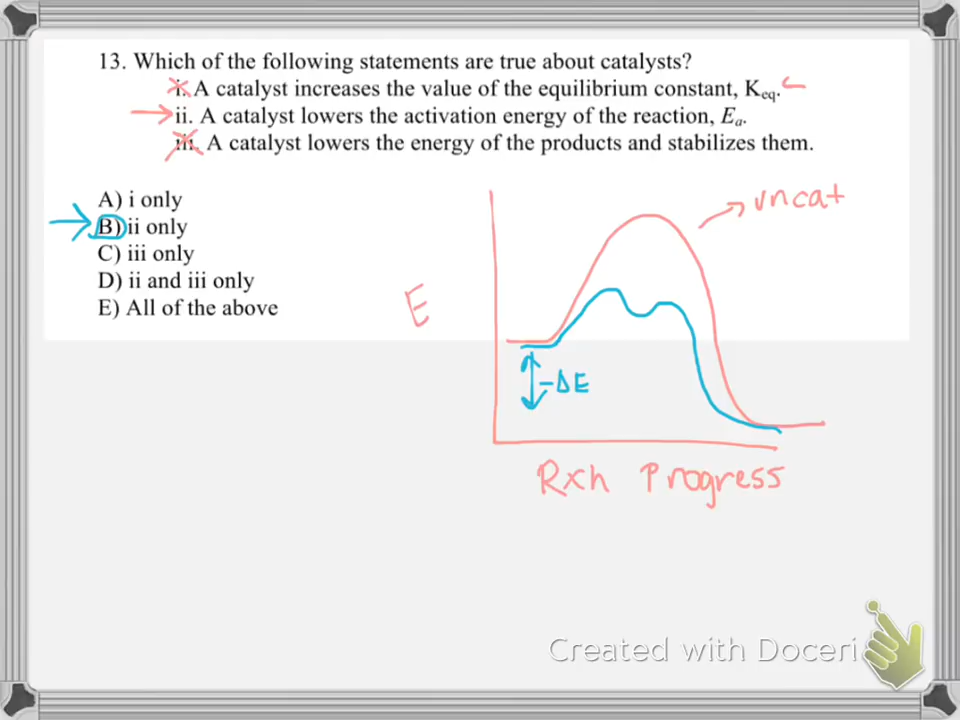 13. Which of the following statements are true about catalysts?
i. A catalyst increases the value of the equilibrium constant, Keq.
ii. A catalyst lowers the activation energy of the reaction, Ea.
iii. A catalyst lowers the energy of the products and stabilizes them.
A) i only
B) ii only
C) iii only
D) ii and iii only
E) All of the above
uncat
E
-ΔE
Rxn Progress
Created with Doceri